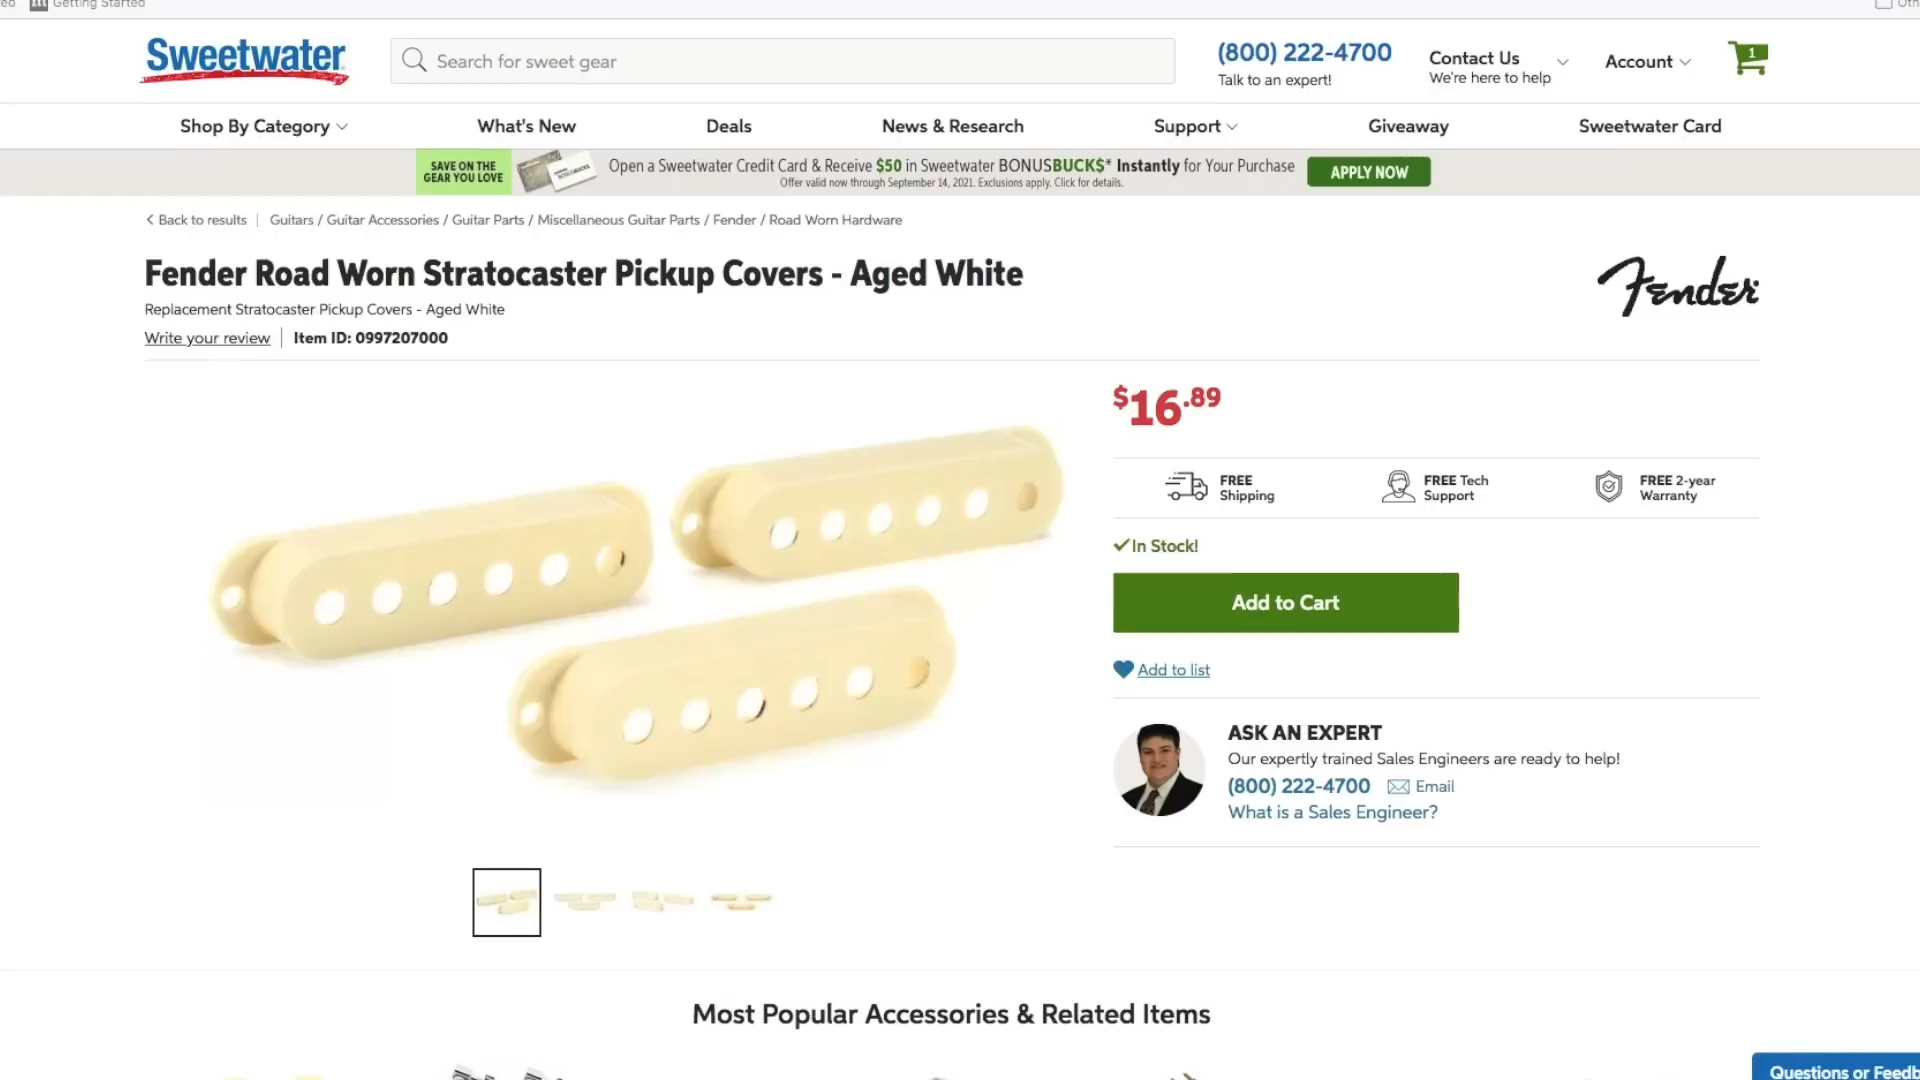 Getting Started
Sweetwater
Search for sweet gear
(800) 222-4700
Talk to an expert!
Contact Us
We're here to help
Account
1
Shop By Category
What's New
Deals
News & Research
Support
Giveaway
Sweetwater Card
SAVE ON THE
GEAR YOU LOVE
Open a Sweetwater Credit Card & Receive $50 in Sweetwater BONUSBUCK$* Instantly for Your Purchase
Offer valid now through September 14, 2021. Exclusions apply. Click for details.
APPLY NOW
Back to results
Guitars / Guitar Accessories / Guitar Parts / Miscellaneous Guitar Parts / Fender / Road Worn Hardware
Fender Road Worn Stratocaster Pickup Covers - Aged White
Fender
Replacement Stratocaster Pickup Covers - Aged White
Write your review
Item ID: 0997207000
$16.89
FREE
Shipping
FREE Tech
Support
FREE 2-year
Warranty
In Stock!
Add to Cart
Add to list
ASK AN EXPERT
Our expertly trained Sales Engineers are ready to help!
(800) 222-4700
Email
What is a Sales Engineer?
Most Popular Accessories & Related Items
Questions or Feedb